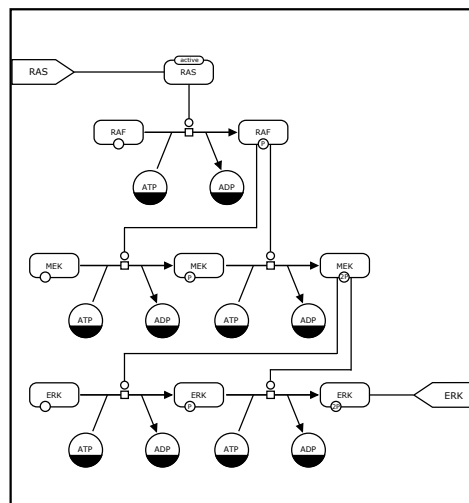 active
RAS
RAS
RAF
RAF
P
ATP
ADP
MEK
MEK
P
MEK
2P
ATP
ADP
ATP
ADP
ERK
ERK
P
ERK
2P
ERK
ATP
ADP
ATP
ADP